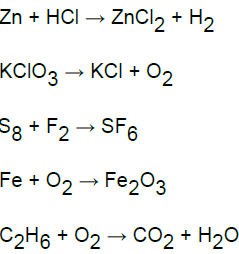 Zn + HCl → ZnCl₂ + H₂
KClO₃ → KCl + O₂
S₈ + F₂ → SF₆
Fe + O₂ → Fe₂O₃
C₂H₆ + O₂ → CO₂ + H₂O